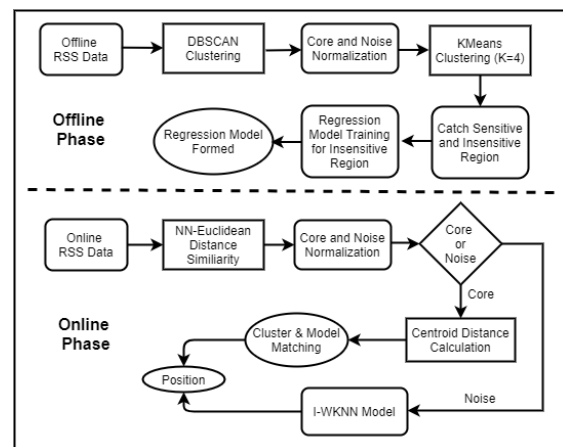 Offline
RSS Data
DBSCAN
Clustering
Core and Noise
Normalization
KMeans
Clustering (K=4)
Offline
Phase
Regression Model
Formed
Regression
Model Training
for Insensitive
Region
Catch Sensitive
and Insensitive
Region
Online
RSS Data
NN-Euclidean
Distance
Similiarity
Core and Noise
Normalization
Core
or
Noise
Core
Online
Phase
Cluster & Model
Matching
Centroid Distance
Calculation
Position
I-WKNN Model
Noise